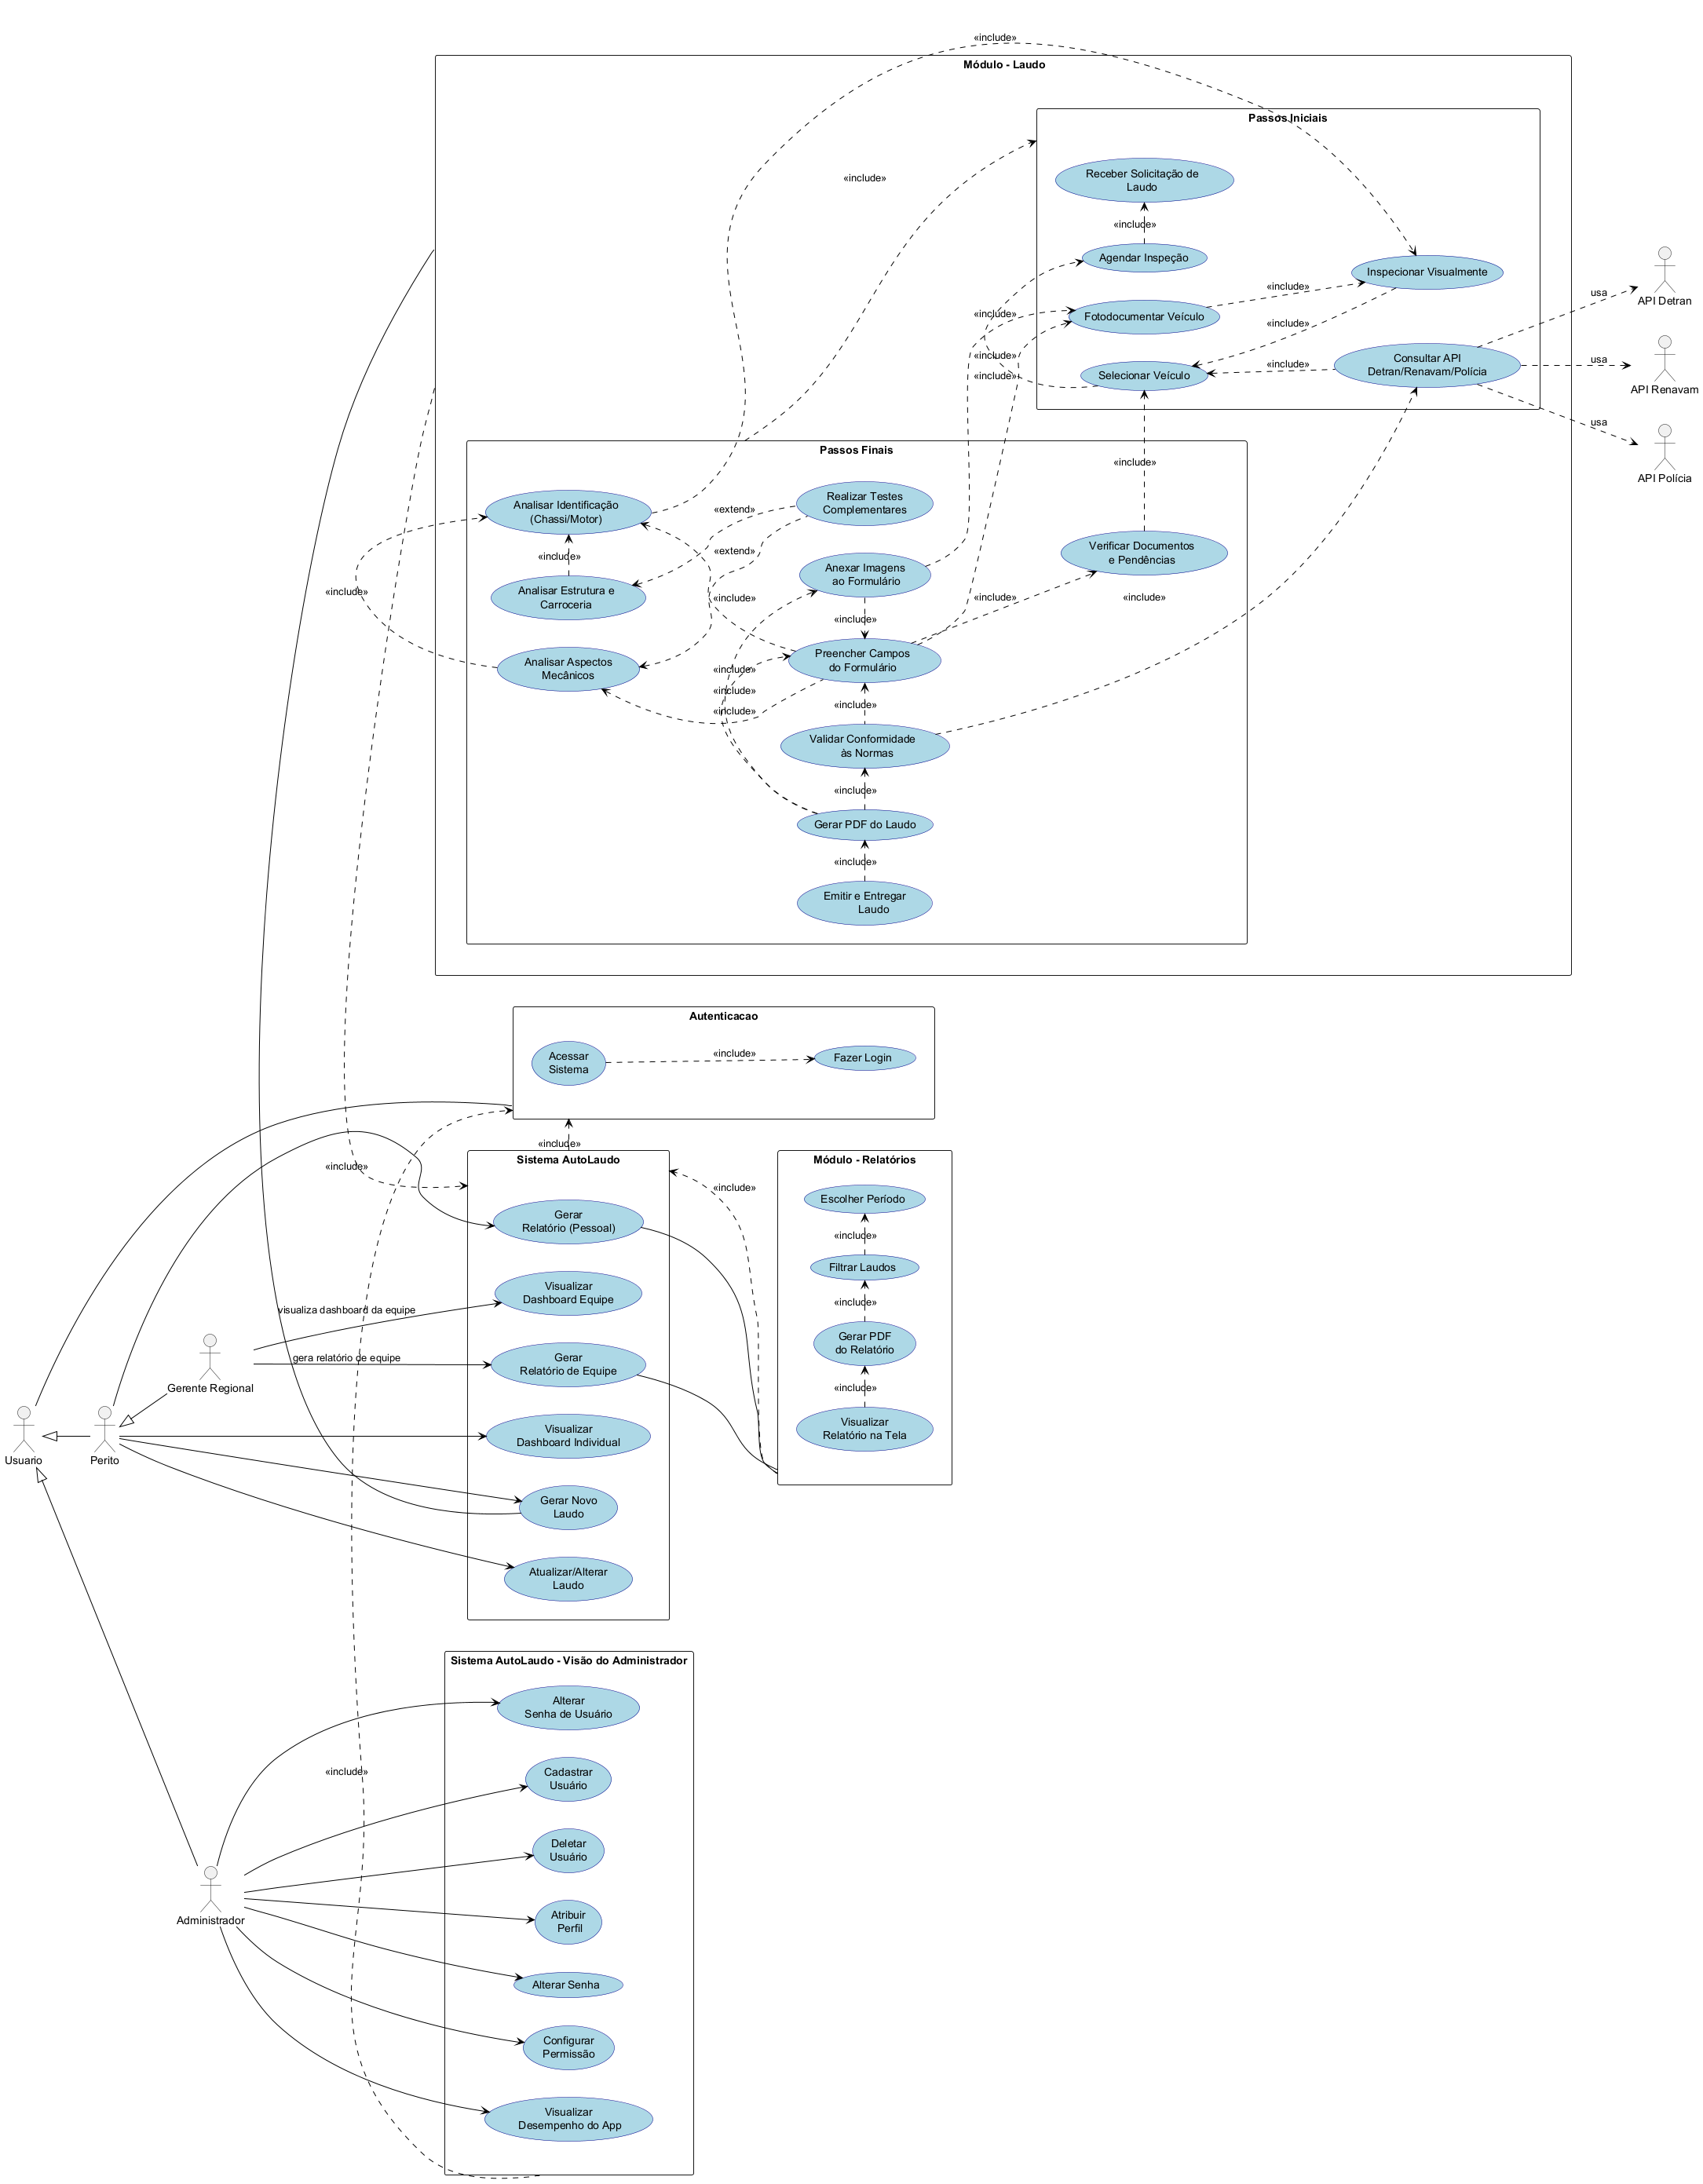 «include»
Módulo - Laudo
Passos Iniciais
Receber Solicitação de
Laudo
«include»
«include»
Agendar Inspeção
Inspecionar Visualmente
«include»
API Detran
usa
Fotodocumentar Veículo
«include»
«include»
«include»
Consultar API
Detran/Renavam/Polícia
usa
«include»
«include»
«include»
Selecionar Veículo
API Renavam
usa
Passos Finais
«include»
API Polícia
Analisar Identificação
(Chassi/Motor)
Realizar Testes
Complementares
«extend»
«include»
«extend»
Verificar Documentos
e Pendências
Anexar Imagens
ao Formulário
Analisar Estrutura e
Carroceria
«include»
«include»
«include»
«include»
«include»
Preencher Campos
do Formulário
Analisar Aspectos
Mecânicos
«include»
«include»
«include»
«include»
Validar Conformidade
às Normas
«include»
Gerar PDF do Laudo
«include»
Emitir e Entregar
Laudo
Autenticacao
Acessar
Sistema
«include»
Fazer Login
«include»
«include»
Sistema AutoLaudo
Módulo - Relatórios
«include»
Escolher Período
Gerar
Relatório (Pessoal)
«include»
Filtrar Laudos
Visualizar
Dashboard Equipe
visualiza dashboard da equipe
«include»
Gerar PDF
do Relatório
Gerar
Relatório de Equipe
gera relatório de equipe
Gerente Regional
«include»
Visualizar
Relatório na Tela
Visualizar
Dashboard Individual
Usuario
Perito
Gerar Novo
Laudo
Atualizar/Alterar
Laudo
Sistema AutoLaudo - Visão do Administrador
Alterar
Senha de Usuário
«include»
Cadastrar
Usuário
Deletar
Usuário
Administrador
Atribuir
Perfil
Alterar Senha
Configurar
Permissão
Visualizar
Desempenho do App